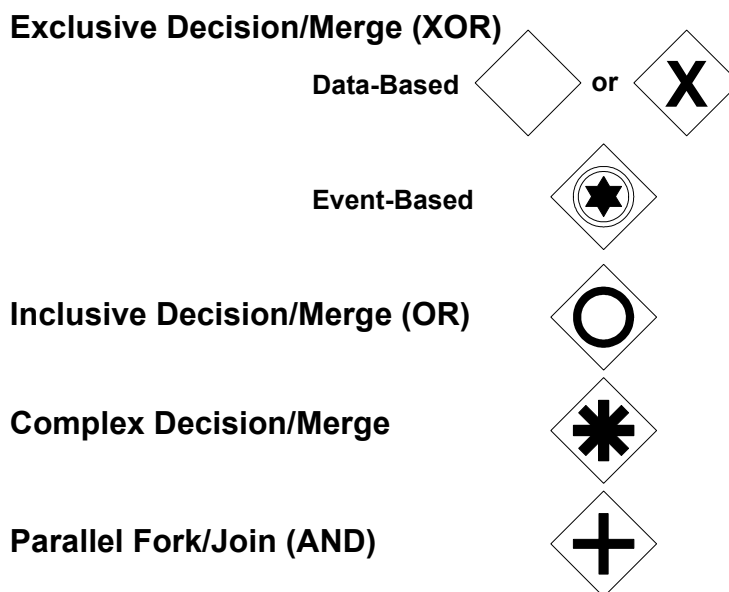 Exclusive Decision/Merge (XOR)
Data-Based or X
Event-Based
Inclusive Decision/Merge (OR)
Complex Decision/Merge
Parallel Fork/Join (AND)